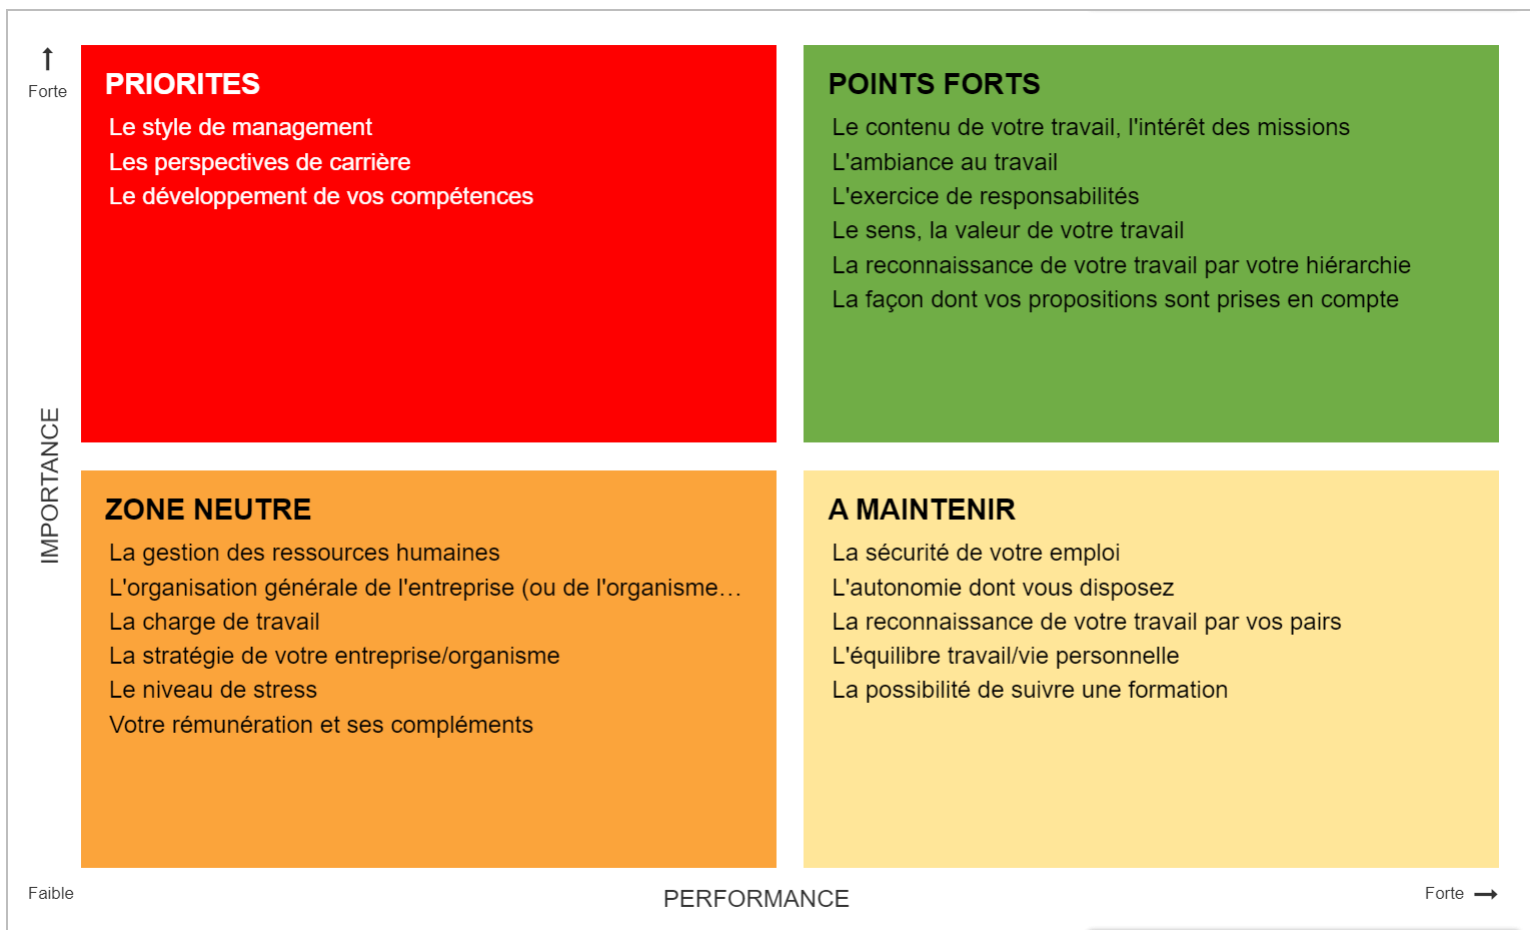 Forte
PRIORITES
Le style de management
Les perspectives de carrière
Le développement de vos compétences
POINTS FORTS
Le contenu de votre travail, l'intérêt des missions
L'ambiance au travail
L'exercice de responsabilités
Le sens, la valeur de votre travail
La reconnaissance de votre travail par votre hiérarchie
La façon dont vos propositions sont prises en compte
IMPORTANCE
ZONE NEUTRE
La gestion des ressources humaines
L'organisation générale de l'entreprise (ou de l'organisme…
La charge de travail
La stratégie de votre entreprise/organisme
Le niveau de stress
Votre rémunération et ses compléments
A MAINTENIR
La sécurité de votre emploi
L'autonomie dont vous disposez
La reconnaissance de votre travail par vos pairs
L'équilibre travail/vie personnelle
La possibilité de suivre une formation
Faible
PERFORMANCE
Forte